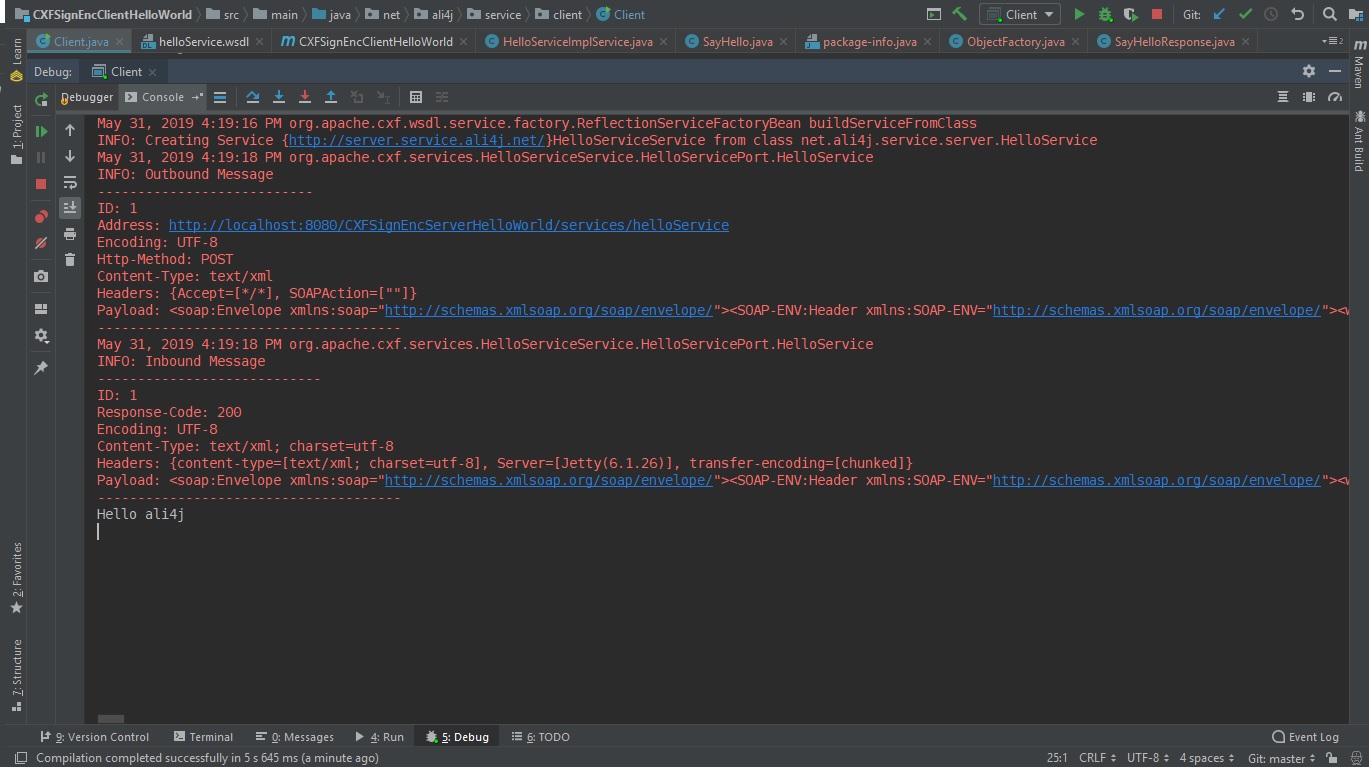 CXFSignEncClientHelloWorld src main java net ali4j service client Client Client Git:
Client.java helloService.wsdl CXFSignEncClientHelloWorld HelloServiceImplService.java SayHello.java package-info.java ObjectFactory.java SayHelloResponse.java
Debug: Client
Debugger Console
May 31, 2019 4:19:16 PM org.apache.cxf.wsdl.service.factory.ReflectionServiceFactoryBean buildServiceFromClass
INFO: Creating Service {http://server.service.ali4j.net/}HelloServiceService from class net.ali4j.service.server.HelloService
May 31, 2019 4:19:18 PM org.apache.cxf.services.HelloServiceService.HelloServicePort.HelloService
INFO: Outbound Message
---------------------------
ID: 1
Address: http://localhost:8080/CXFSignEncServerHelloWorld/services/helloService
Encoding: UTF-8
Http-Method: POST
Content-Type: text/xml
Headers: {Accept=[*/*], SOAPAction=[""]}
Payload: <soap:Envelope xmlns:soap="http://schemas.xmlsoap.org/soap/envelope/"><SOAP-ENV:Header xmlns:SOAP-ENV="http://schemas.xmlsoap.org/soap/envelope/"><w
--------------------------------------
May 31, 2019 4:19:18 PM org.apache.cxf.services.HelloServiceService.HelloServicePort.HelloService
INFO: Inbound Message
----------------------------
ID: 1
Response-Code: 200
Encoding: UTF-8
Content-Type: text/xml; charset=utf-8
Headers: {content-type=[text/xml; charset=utf-8], Server=[Jetty(6.1.26)], transfer-encoding=[chunked]}
Payload: <soap:Envelope xmlns:soap="http://schemas.xmlsoap.org/soap/envelope/"><SOAP-ENV:Header xmlns:SOAP-ENV="http://schemas.xmlsoap.org/soap/envelope/"><w
--------------------------------------
Hello ali4j
Learn
1: Project
2: Favorites
7: Structure
Maven
Ant Build
9: Version Control Terminal 0: Messages 4: Run 5: Debug 6: TODO Event Log
Compilation completed successfully in 5 s 645 ms (a minute ago) 25:1 CRLF UTF-8 4 spaces Git: master